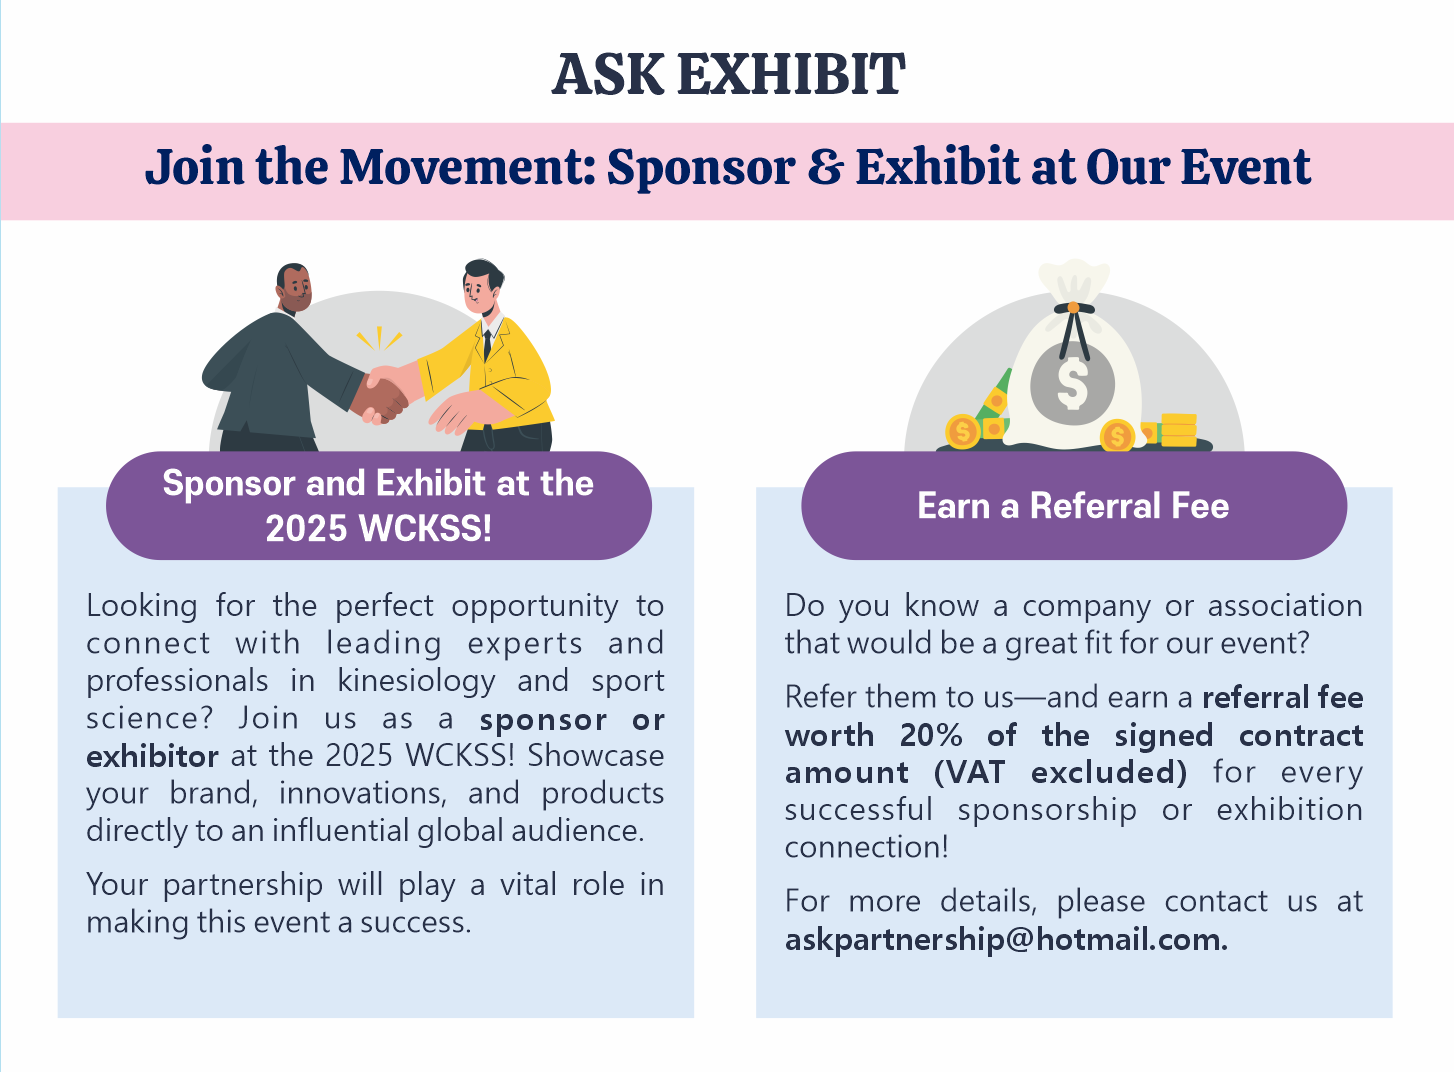 ASK EXHIBIT
Join the Movement: Sponsor & Exhibit at Our Event
Sponsor and Exhibit at the
2025 WCKSS!
Looking for the perfect opportunity to
connect with leading experts and
professionals in kinesiology and sport
science? Join us as a sponsor or
exhibitor at the 2025 WCKSS! Showcase
your brand, innovations, and products
directly to an influential global audience.
Your partnership will play a vital role in
making this event a success.
$
$
$
Earn a Referral Fee
Do you know a company or association
that would be a great fit for our event?
Refer them to us—and earn a referral fee
worth 20% of the signed contract
amount (VAT excluded) for every
successful sponsorship or exhibition
connection!
For more details, please contact us at
askpartnership@hotmail.com.